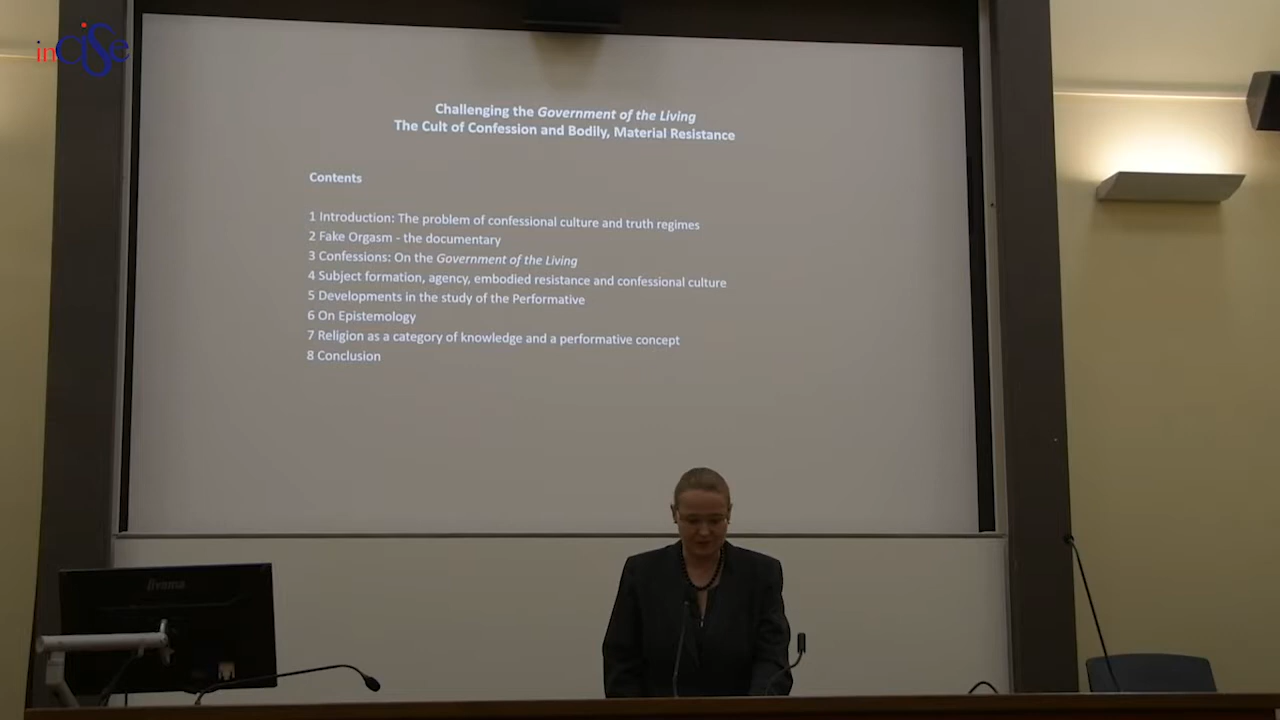 inCISE
Challenging the Government of the Living
The Cult of Confession and Bodily, Material Resistance
Contents
1 Introduction: The problem of confessional culture and truth regimes
2 Fake Orgasm - the documentary
3 Confessions: On the Government of the Living
4 Subject formation, agency, embodied resistance and confessional culture
5 Developments in the study of the Performative
6 On Epistemology
7 Religion as a category of knowledge and a performative concept
8 Conclusion
iiyama